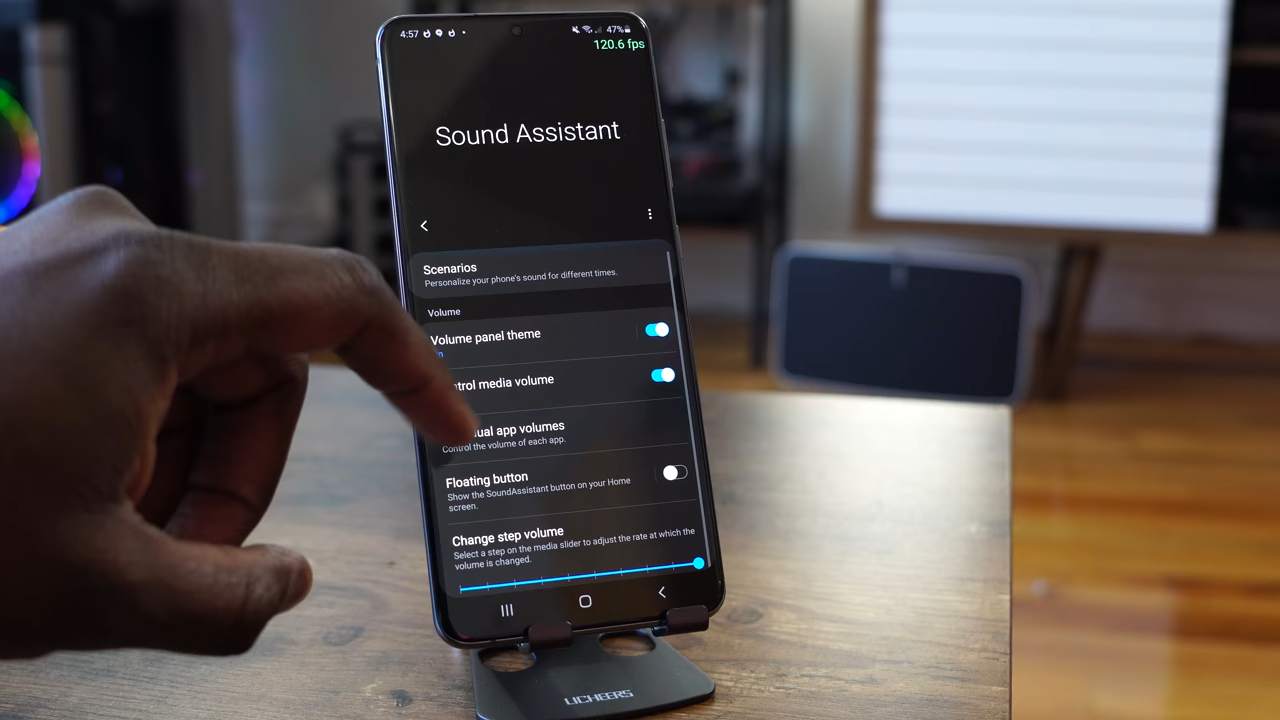 4:57 47%
120.6 fps
Sound Assistant
Scenarios
Personalize your phone's sound for different times.
Volume
Volume panel theme
On
ntrol media volume
ual app volumes
Control the volume of each app.
Floating button
Show the SoundAssistant button on your Home
screen.
Change step volume
Select a step on the media slider to adjust the rate at which the
volume is changed.
LICHEERS